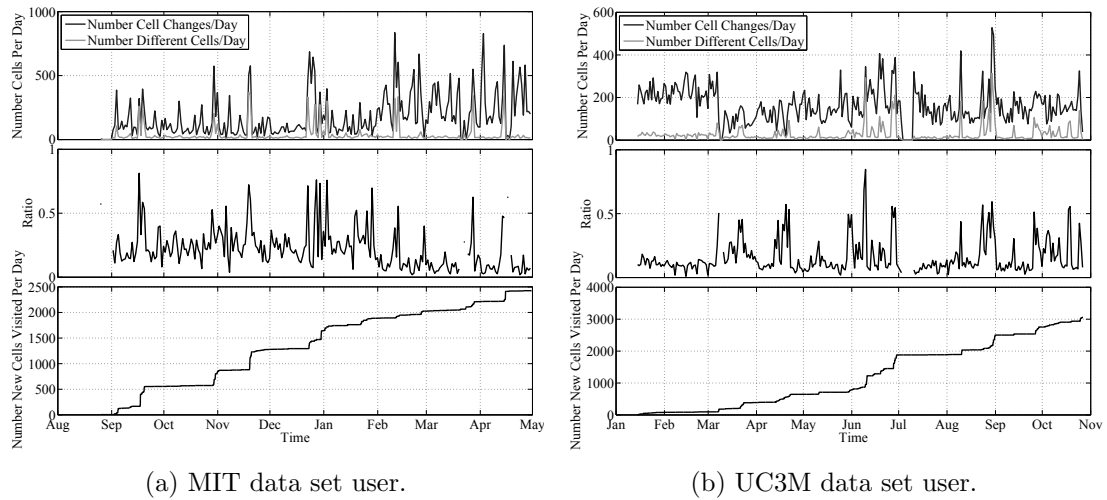 Number Cells Per Day
1000
500
0
Number Cell Changes/Day
Number Different Cells/Day
Ratio
1
0.5
0
Number New Cells Visited Per Day
2500
2000
1500
1000
500
0
Aug Sep Oct Nov Dec Jan Feb Mar Apr May
Time
(a) MIT data set user.
Number Cells Per Day
600
400
200
0
Number Cell Changes/Day
Number Different Cells/Day
Ratio
1
0.5
0
Number New Cells Visited Per Day
4000
3000
2000
1000
0
Jan Feb Mar Apr May Jun Jul Aug Sep Oct Nov
Time
(b) UC3M data set user.